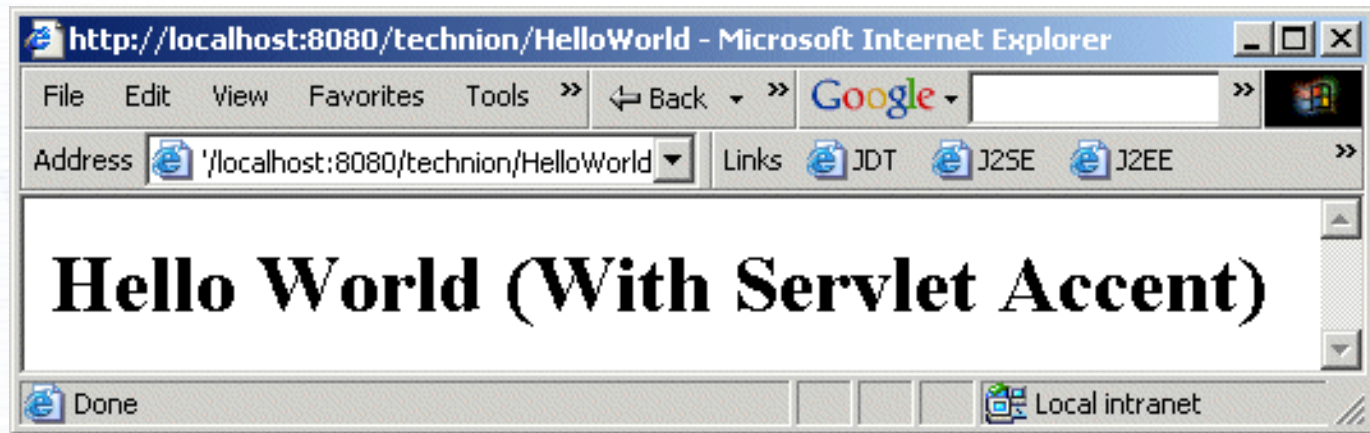 http://localhost:8080/technion/HelloWorld - Microsoft Internet Explorer
File Edit View Favorites Tools » Back » Google »
Address '/localhost:8080/technion/HelloWorld Links JDT J2SE J2EE »
Hello World (With Servlet Accent)
Done Local intranet